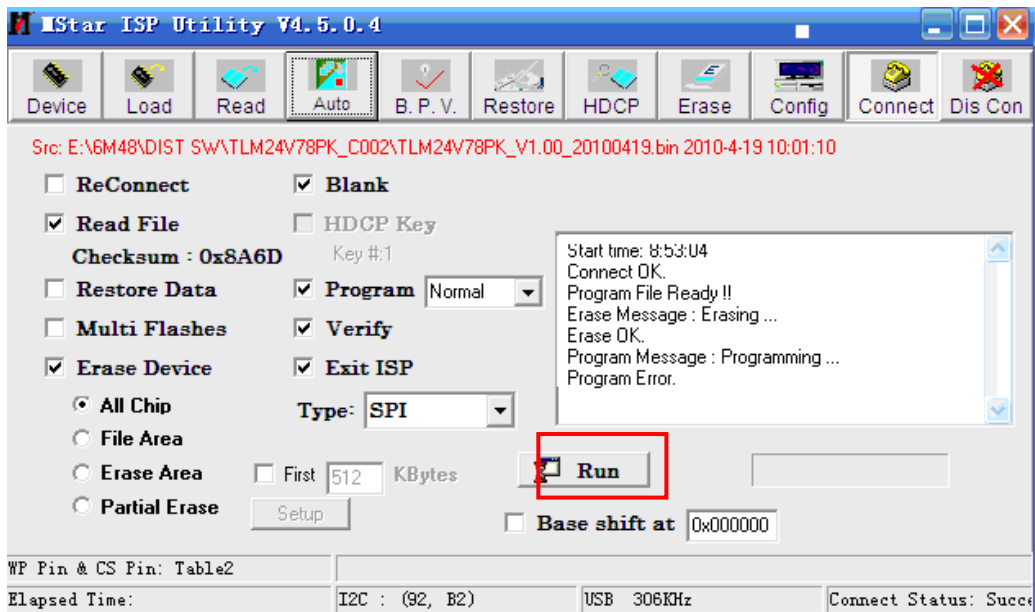 MStar ISP Utility V4.5.0.4
Device Load Read Auto B. P. V. Restore HDCP Erase Config Connect Dis Con
Src: E:\6M48\DIST SW\TLM24V78PK_C002\TLM24V78PK_V1.00_20100419.bin 2010-4-19 10:01:10
ReConnect Blank
Read File HDCP Key
Checksum : 0x8A6D Key #:1
Restore Data Program Normal
Multi Flashes Verify
Erase Device Exit ISP
All Chip Type: SPI
File Area
Erase Area First 512 KBytes
Partial Erase Setup
Start time: 8:53:04
Connect OK.
Program File Ready !!
Erase Message : Erasing ...
Erase OK.
Program Message : Programming ...
Program Error.
Run
Base shift at 0x000000
WP Pin & CS Pin: Table2
Elapsed Time: I2C : (92, B2) USB 306KHz Connect Status: Succe